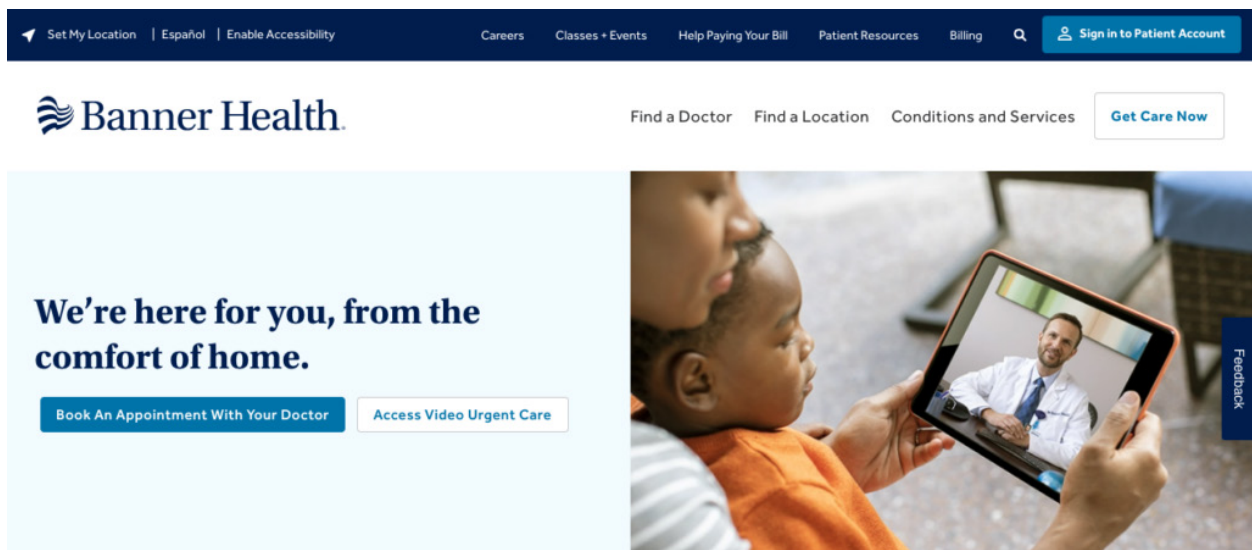 Set My Location | Español | Enable Accessibility
Careers Classes + Events Help Paying Your Bill Patient Resources Billing Sign in to Patient Account
Banner Health.
Find a Doctor Find a Location Conditions and Services Get Care Now
We're here for you, from the
comfort of home.
Book An Appointment With Your Doctor Access Video Urgent Care
Feedback